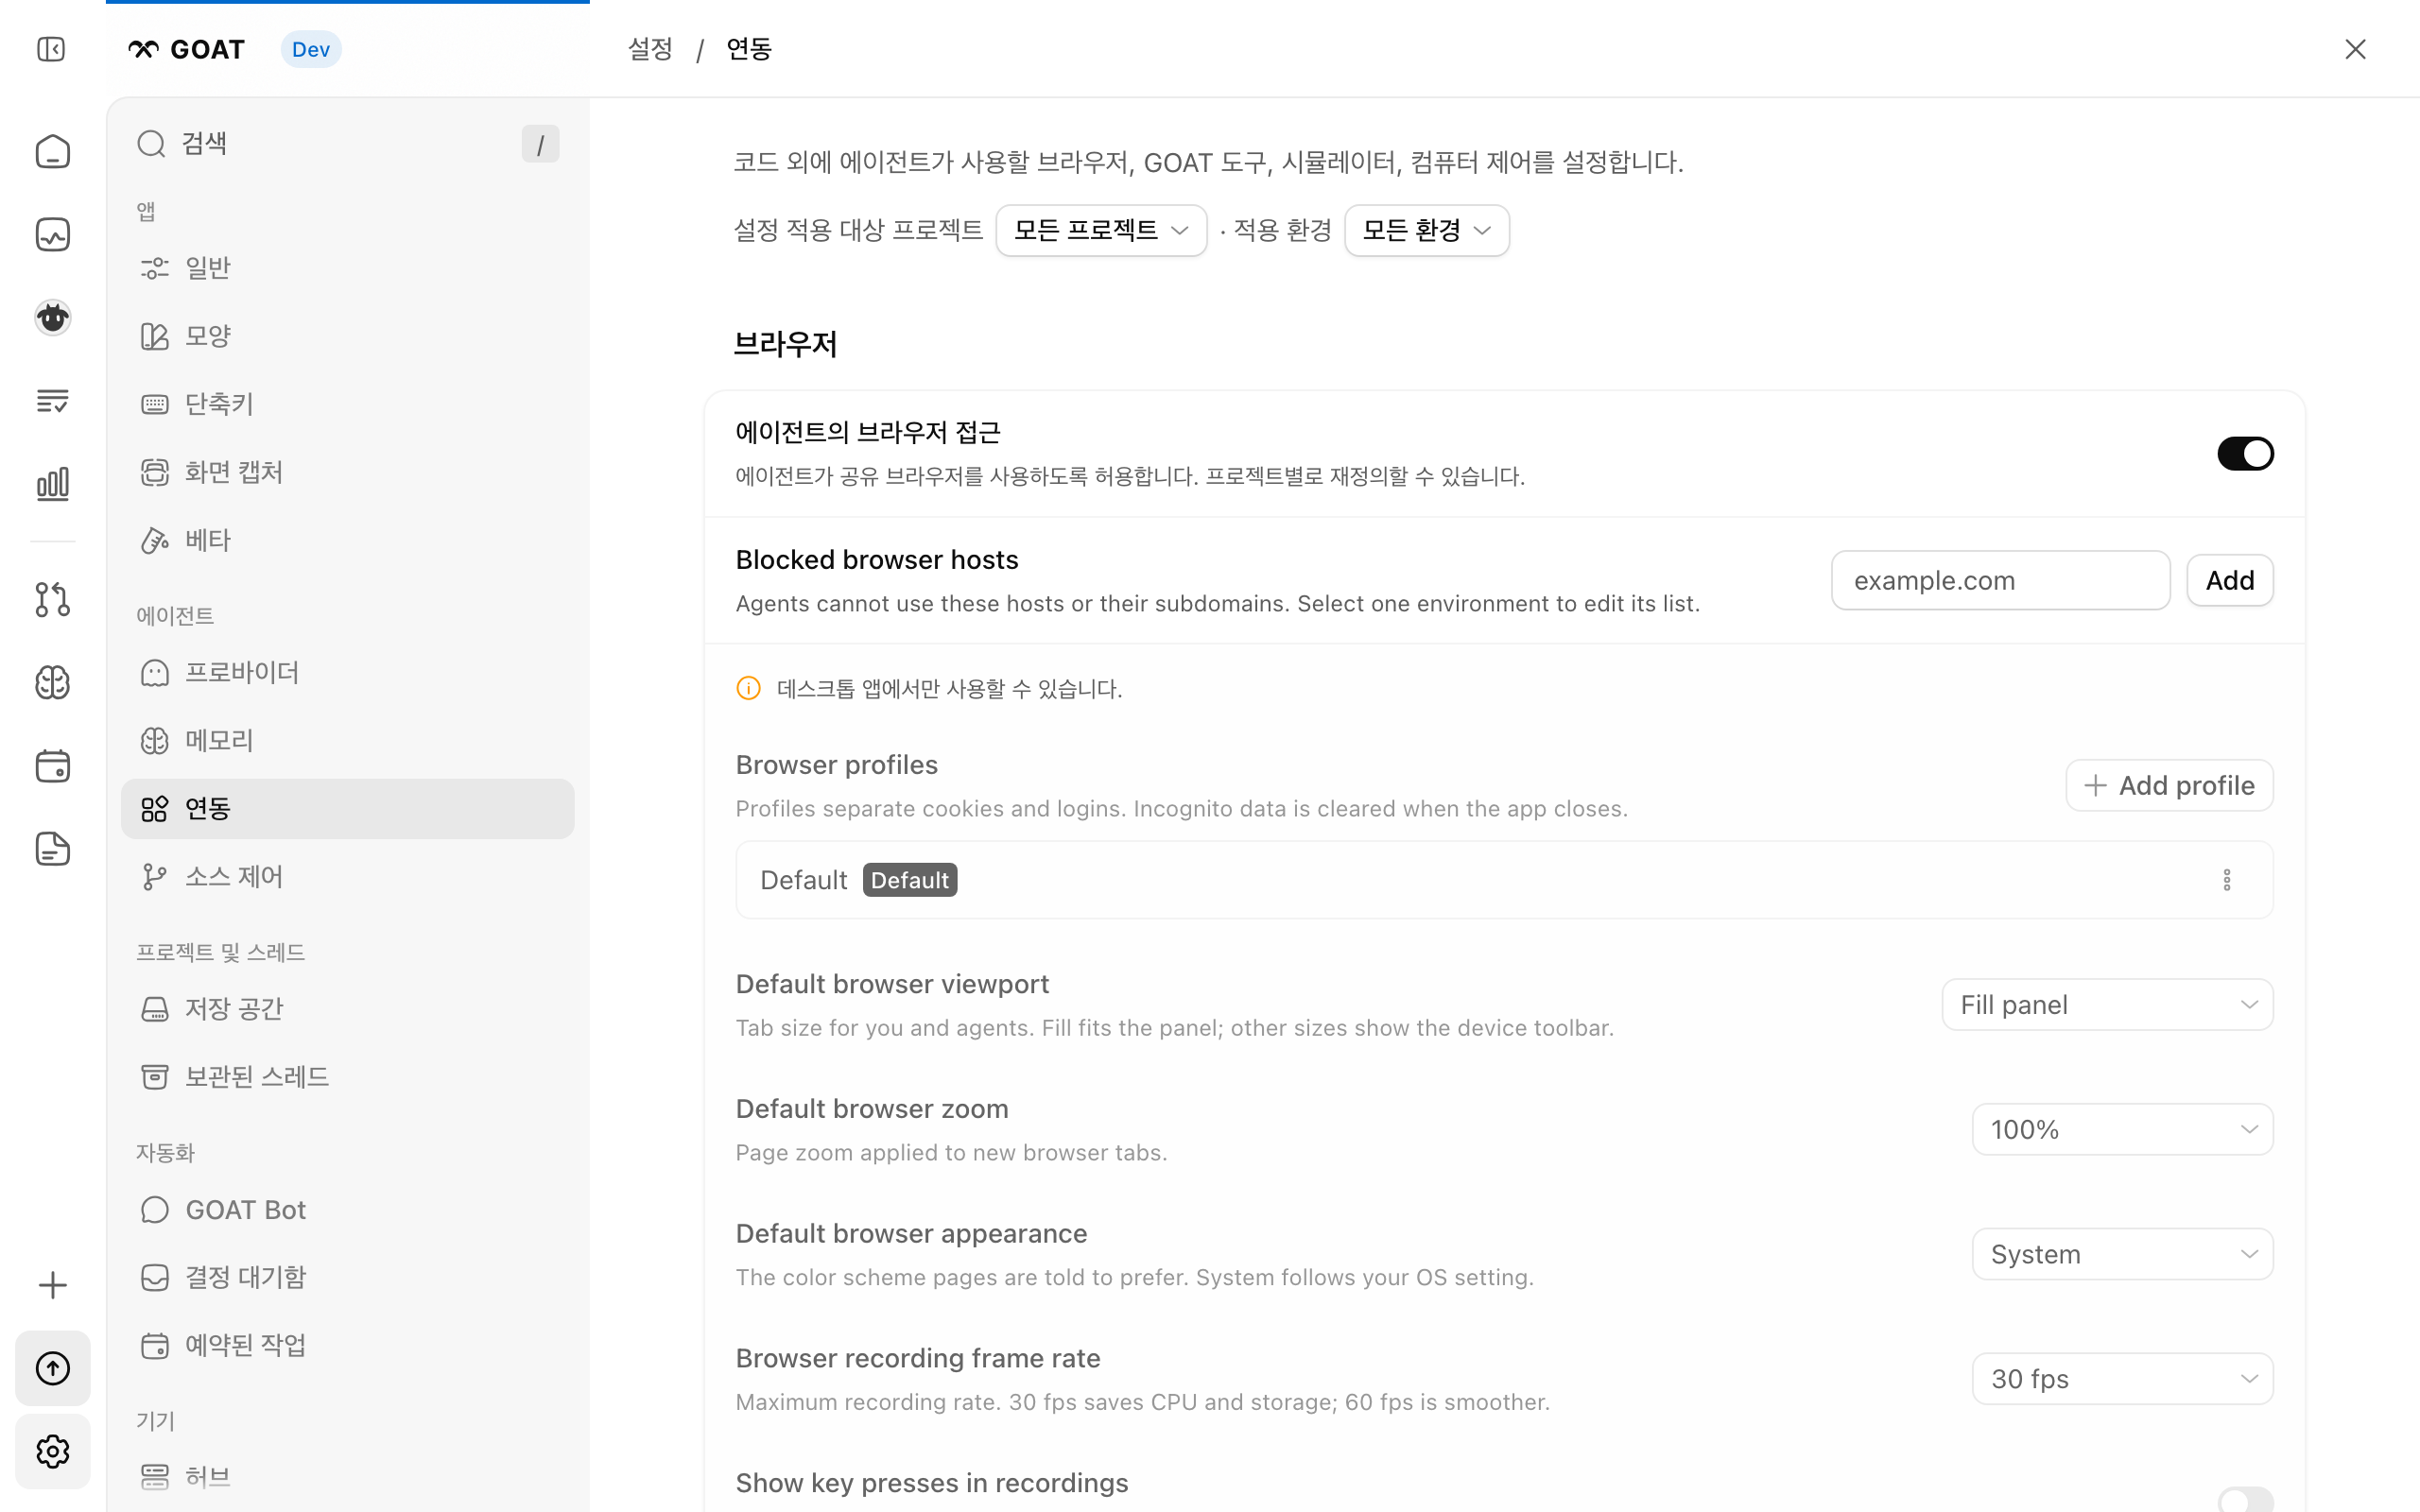 GOAT Dev
설정 / 연동
검색 /
앱
일반
모양
단축키
화면 캡처
베타
에이전트
프로바이더
메모리
연동
소스 제어
프로젝트 및 스레드
저장 공간
보관된 스레드
자동화
GOAT Bot
결정 대기함
예약된 작업
기기
허브
코드 외에 에이전트가 사용할 브라우저, GOAT 도구, 시뮬레이터, 컴퓨터 제어를 설정합니다.
설정 적용 대상 프로젝트 모든 프로젝트 · 적용 환경 모든 환경
브라우저
에이전트의 브라우저 접근
에이전트가 공유 브라우저를 사용하도록 허용합니다. 프로젝트별로 재정의할 수 있습니다.
Blocked browser hosts
Agents cannot use these hosts or their subdomains. Select one environment to edit its list.
example.com Add
데스크톱 앱에서만 사용할 수 있습니다.
Browser profiles
Profiles separate cookies and logins. Incognito data is cleared when the app closes.
Add profile
Default Default
Default browser viewport
Tab size for you and agents. Fill fits the panel; other sizes show the device toolbar.
Fill panel
Default browser zoom
Page zoom applied to new browser tabs.
100%
Default browser appearance
The color scheme pages are told to prefer. System follows your OS setting.
System
Browser recording frame rate
Maximum recording rate. 30 fps saves CPU and storage; 60 fps is smoother.
30 fps
Show key presses in recordings